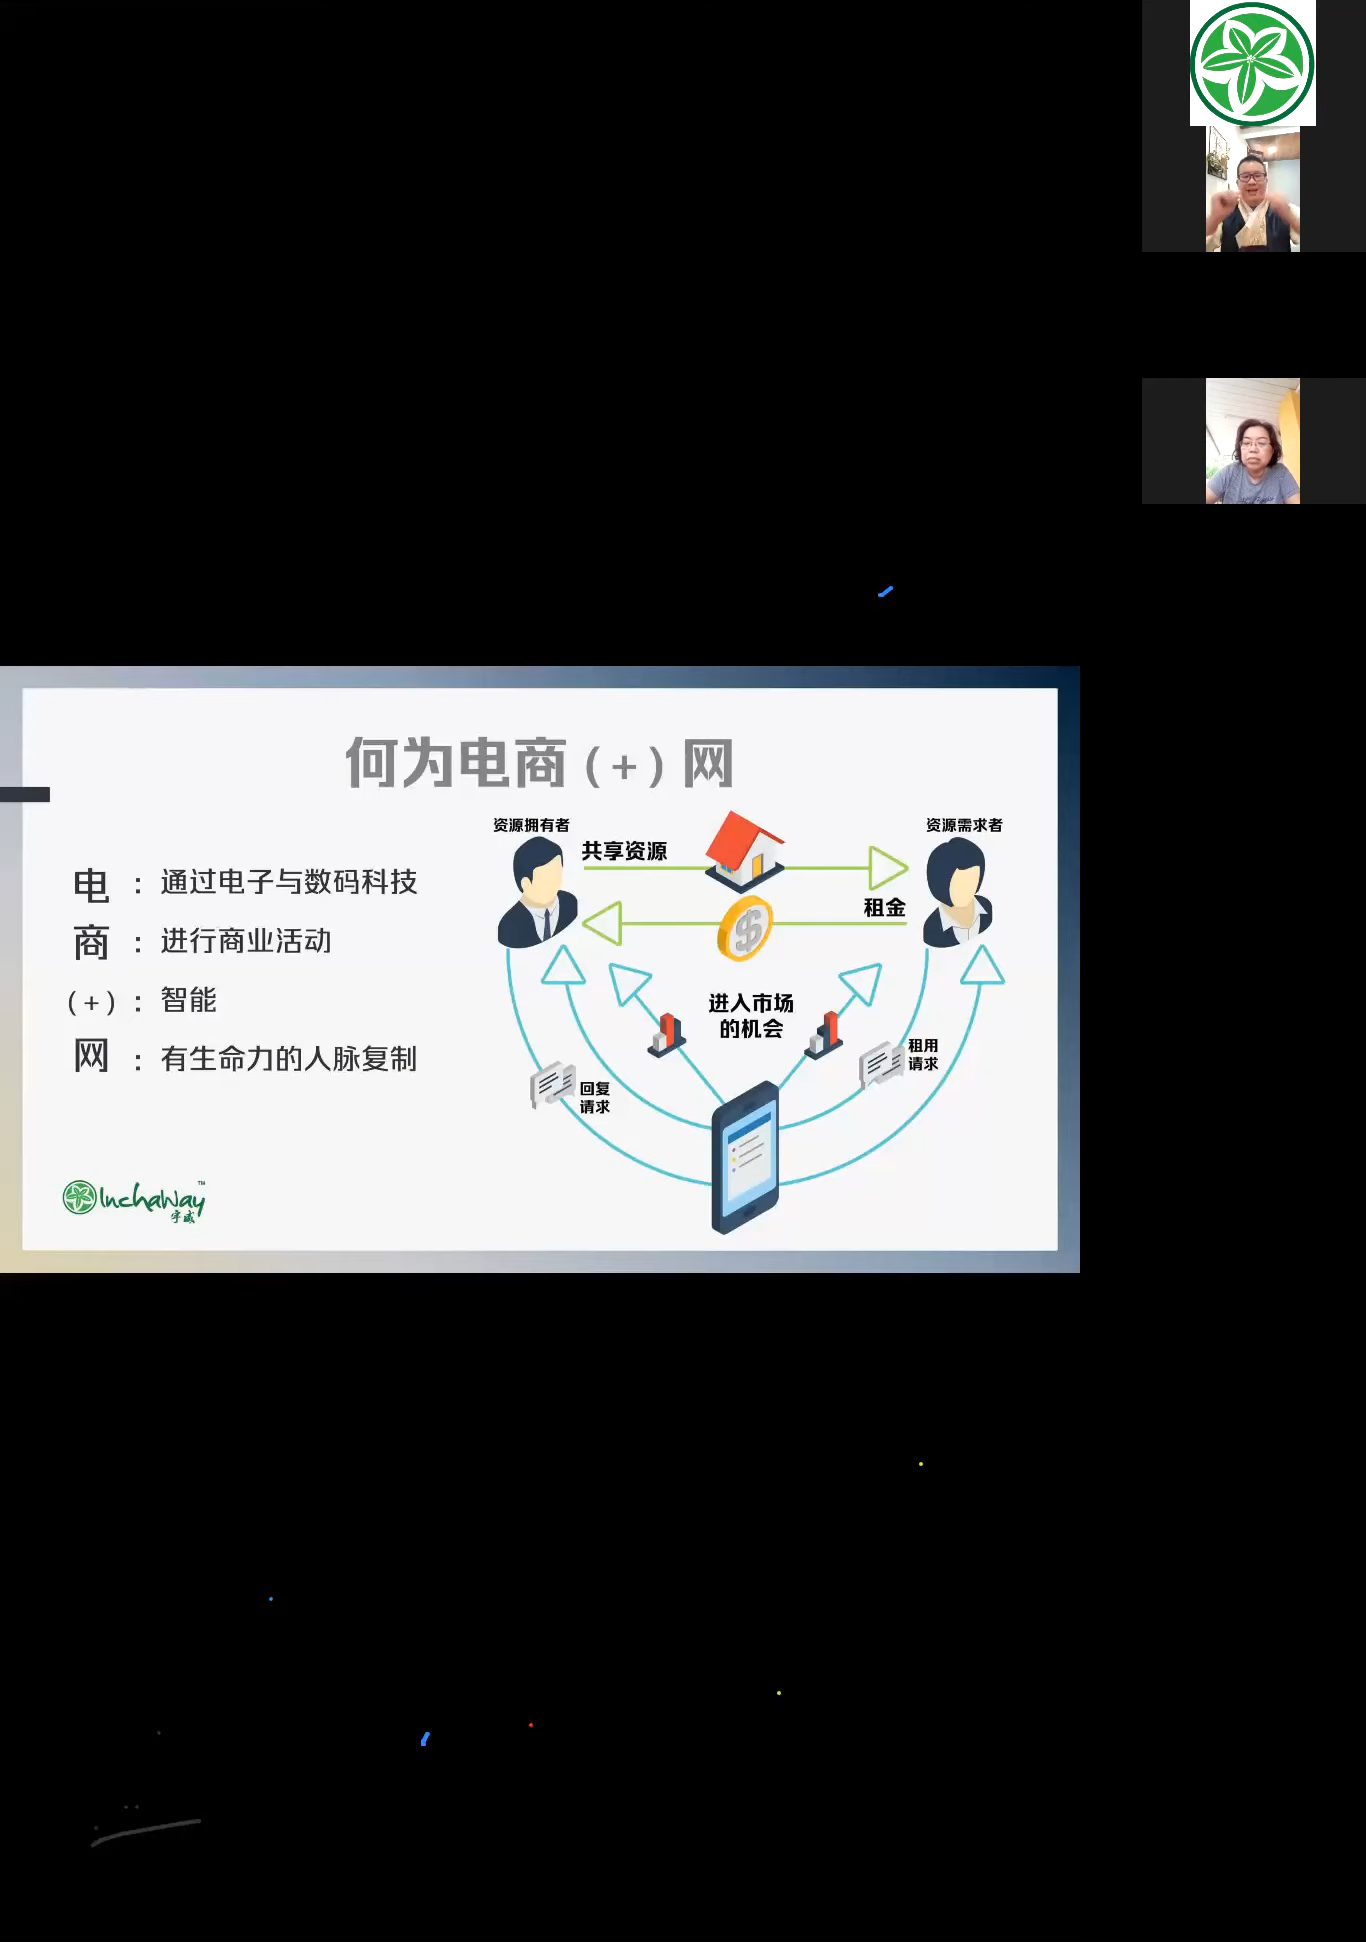 何为电商(+)网
电 : 通过电子与数码科技
商 : 进行商业活动
(+) : 智能
网 : 有生命力的人脉复制
资源拥有者
资源需求者
共享资源
租金
进入市场
的机会
租用
请求
回复
请求
InchaWay™
宇威